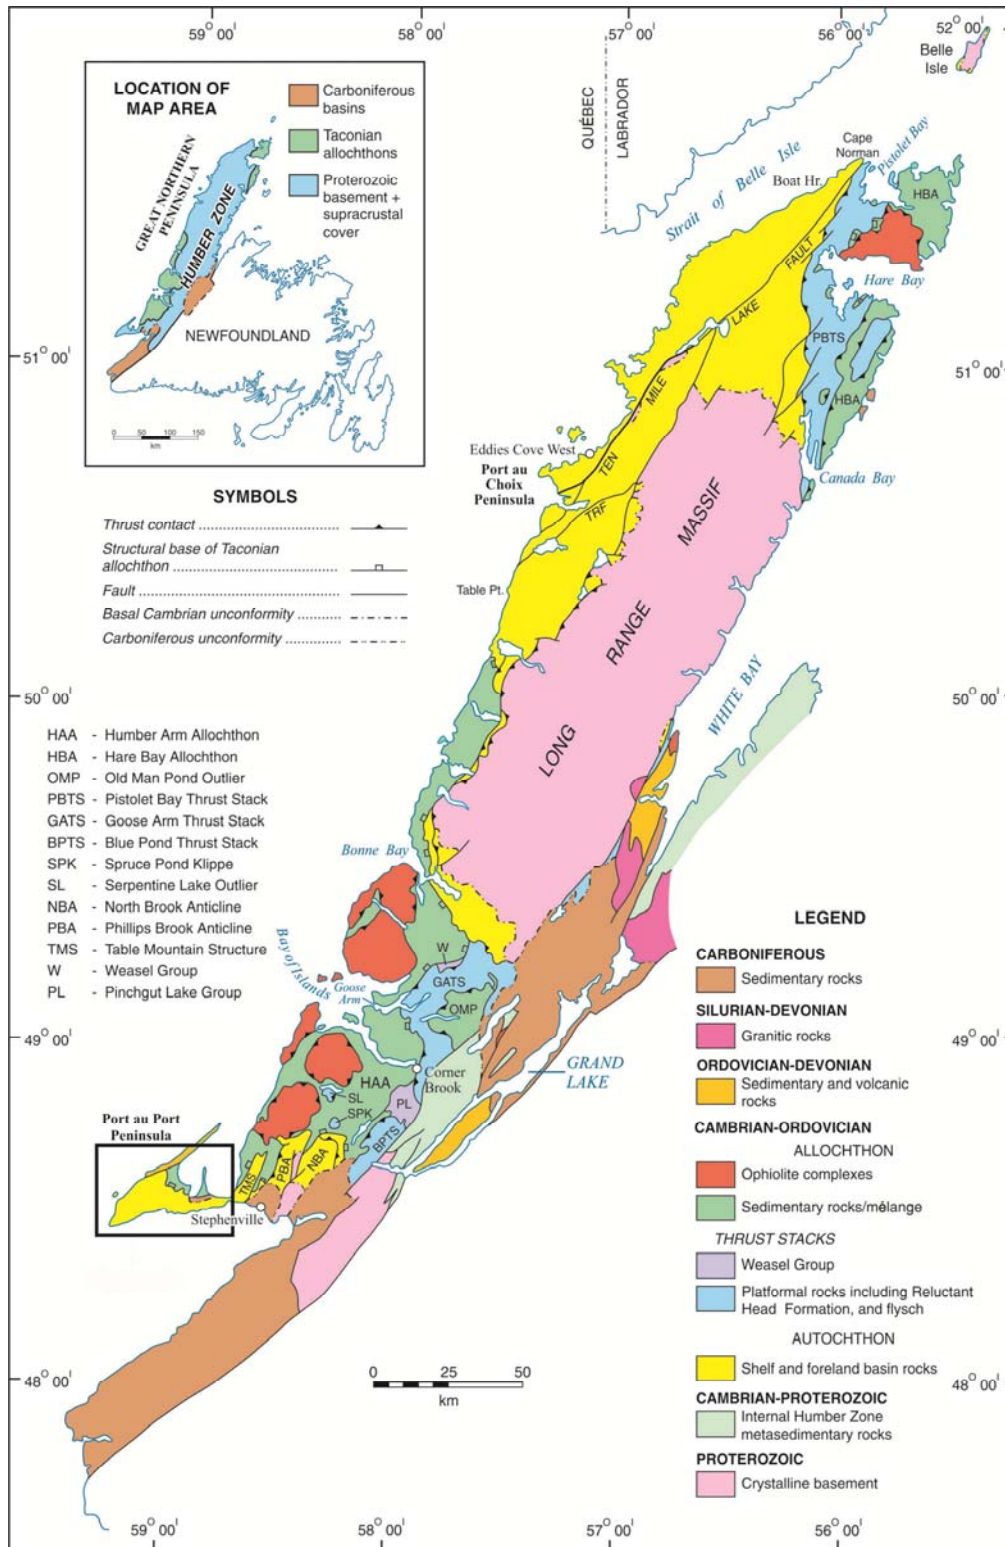 59° 00'
58° 00'
57° 00'
56° 00'
52° 00'
Belle
Isle
LOCATION OF
MAP AREA
Carboniferous
basins
Taconian
allochthons
Proterozoic
basement +
supracrustal
cover
GREAT NORTHERN
PENINSULA
HUMBER ZONE
NEWFOUNDLAND
0 50 100 150
km
QUÉBEC
LABRADOR
Strait of Belle Isle
Cape
Norman
Pistolet Bay
Boat Hr.
HBA
Hare Bay
FAULT
LAKE
MILE
TEN
51° 00'
51° 00'
PBTS
HBA
Eddies Cove West
Port au
Choix
Peninsula
TRF
Canada Bay
Table Pt.
SYMBOLS
Thrust contact
Structural base of Taconian
allochthon
Fault
Basal Cambrian unconformity
Carboniferous unconformity
LONG RANGE MASSIF
50° 00'
50° 00'
WHITE BAY
HAA - Humber Arm Allochthon
HBA - Hare Bay Allochthon
OMP - Old Man Pond Outlier
PBTS - Pistolet Bay Thrust Stack
GATS - Goose Arm Thrust Stack
BPTS - Blue Pond Thrust Stack
SPK - Spruce Pond Klippe
SL - Serpentine Lake Outlier
NBA - North Brook Anticline
PBA - Phillips Brook Anticline
TMS - Table Mountain Structure
W - Weasel Group
PL - Pinchgut Lake Group
Bonne Bay
Bay of Islands
Goose
Arm
W
GATS
OMP
49° 00'
49° 00'
HAA
Corner
Brook
GRAND
LAKE
SL
SPK
PL
BPTS
NBA
PBA
TMS
Port au Port
Peninsula
Stephenville
0 25 50
km
48° 00'
48° 00'
LEGEND
CARBONIFEROUS
Sedimentary rocks
SILURIAN-DEVONIAN
Granitic rocks
ORDOVICIAN-DEVONIAN
Sedimentary and volcanic
rocks
CAMBRIAN-ORDOVICIAN
ALLOCHTHON
Ophiolite complexes
Sedimentary rocks/mêlange
THRUST STACKS
Weasel Group
Platformal rocks including Reluctant
Head Formation, and flysch
AUTOCHTHON
Shelf and foreland basin rocks
CAMBRIAN-PROTEROZOIC
Internal Humber Zone
metasedimentary rocks
PROTEROZOIC
Crystalline basement
59° 00'
58° 00'
57° 00'
56° 00'